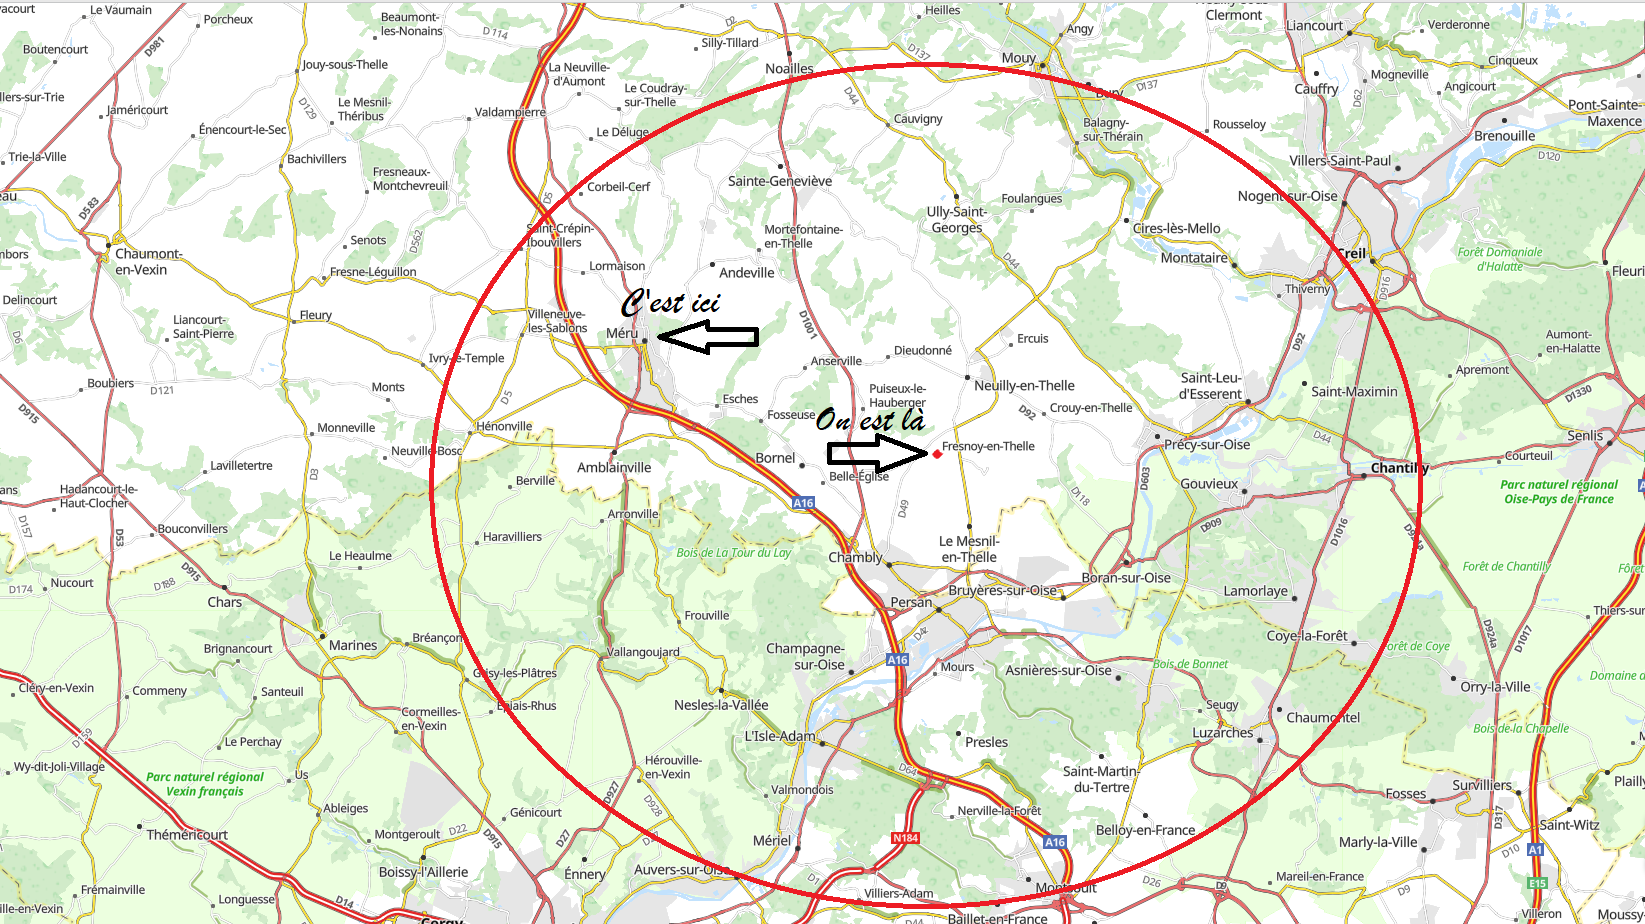 Le Vaumain
Porcheux
Beaumont-
les-Nonains
D 114
D2
Heilles
Clermont
Liancourt
Verderonne
Boutencourt
D981
Jouy-sous-Thelle
La Neuville-
d'Aumont
Silly-Tillard
Noailles
D137
Angy
Mouy
Mogneville
Cinqueux
Angicourt
Cauffry
D62
Pont-Sainte-
Maxence
llers-sur-Trie
Jaméricourt
Le Mesnil-
Théribus
D129
Valdampierre
Le Coudray-
sur-Thelle
D44
Bury
D137
Énencourt-le-Sec
Le Déluge
Cauvigny
Balagny-
sur-Thérain
Rousseloy
Brenouille
Trie-la-Ville
Bachivillers
D120
Villers-Saint-Paul
Fresneaux-
Montchevreuil
Corbeil-Cerf
Sainte-Geneviève
Foulangues
Nogent-sur-Oise
D583
D5
Ully-Saint-
Georges
Saint-Crépin-
Ibouvillers
Mortefontaine-
en-Thelle
Cires-lès-Mello
Senots
D562
Chaumont-
en-Vexin
Montataire
Creil
Forêt Domaniale
d'Halatte
Fresne-Léguillon
Lormaison
Andeville
D44
Fleuri
Delincourt
Thiverny
D916
C'est ici
Liancourt-
Saint-Pierre
Fleury
Villeneuve-
les-Sablons
Méru
D1001
D6
D92
Ercuis
Aumont-
en-Halatte
Ivry-le-Temple
Anserville
Dieudonné
Apremont
Boubiers
D121
Monts
D5
Puiseux-le-
Hauberger
Neuilly-en-Thelle
Saint-Leu-
d'Esserent
Saint-Maximin
D1330
D915
Esches
Fosseuse
On est là
D92
Crouy-en-Thelle
Monneville
Hénonville
D44
Senlis
Neuville-Bosc
Fresnoy-en-Thelle
Précy-sur-Oise
Lavilletertre
Amblainville
Bornel
Belle-Église
Courteuil
D3
Chantilly
Hadancourt-le-
Haut-Clocher
Berville
A16
D49
D118
D603
Gouvieux
Parc naturel régional
Oise-Pays de France
D157
Bouconvillers
Arronville
D909
D1016
D53
Haravilliers
Bois de La Tour du Lay
Chambly
Le Mesnil-
en-Thelle
D924a
Le Heaulme
D915
Forêt de Chantilly
Nucourt
D174
D188
Boran-sur-Oise
Chars
Persan
Bruyères-sur-Oise
Lamorlaye
Frouville
Marines
Bréançon
D4Z
Coye-la-Forêt
D924a
D1017
Thiers-sur
Brignancourt
Vallangoujard
Champagne-
sur-Oise
A16
Mours
Asnières-sur-Oise
Bois de Bonnet
Forêt de Coye
Grisy-les-Plâtres
Orry-la-Ville
Cléry-en-Vexin
Commeny
Santeuil
Epiais-Rhus
Nesles-la-Vallée
Seugy
Chaumontel
Cormeilles-
en-Vexin
Luzarches
Bois de la Chapelle
D159
Le Perchay
L'Isle-Adam
Presles
Wy-dit-Joli-Village
Parc naturel régional
Vexin français
Us
Hérouville-
en-Vexin
D64
Saint-Martin-
du-Tertre
Survilliers
Plailly
D927
Valmondois
Fosses
D928
Ableiges
Génicourt
Nerville-la-Forêt
D317
Théméricourt
Montgeroult
D22
D915
D27
Mériel
N184
A16
Belloy-en-France
Marly-la-Ville
Saint-Witz
D10
A1
Boissy-l'Aillerie
Auvers-sur-Oise
Ennery
D1
D26
Mareil-en-France
E15
Frémainville
Longuesse
D14
Villiers-Adam
Montsoult
D9
D9
Cergy
D44
Baillet-en-France
Villeron
Moussy